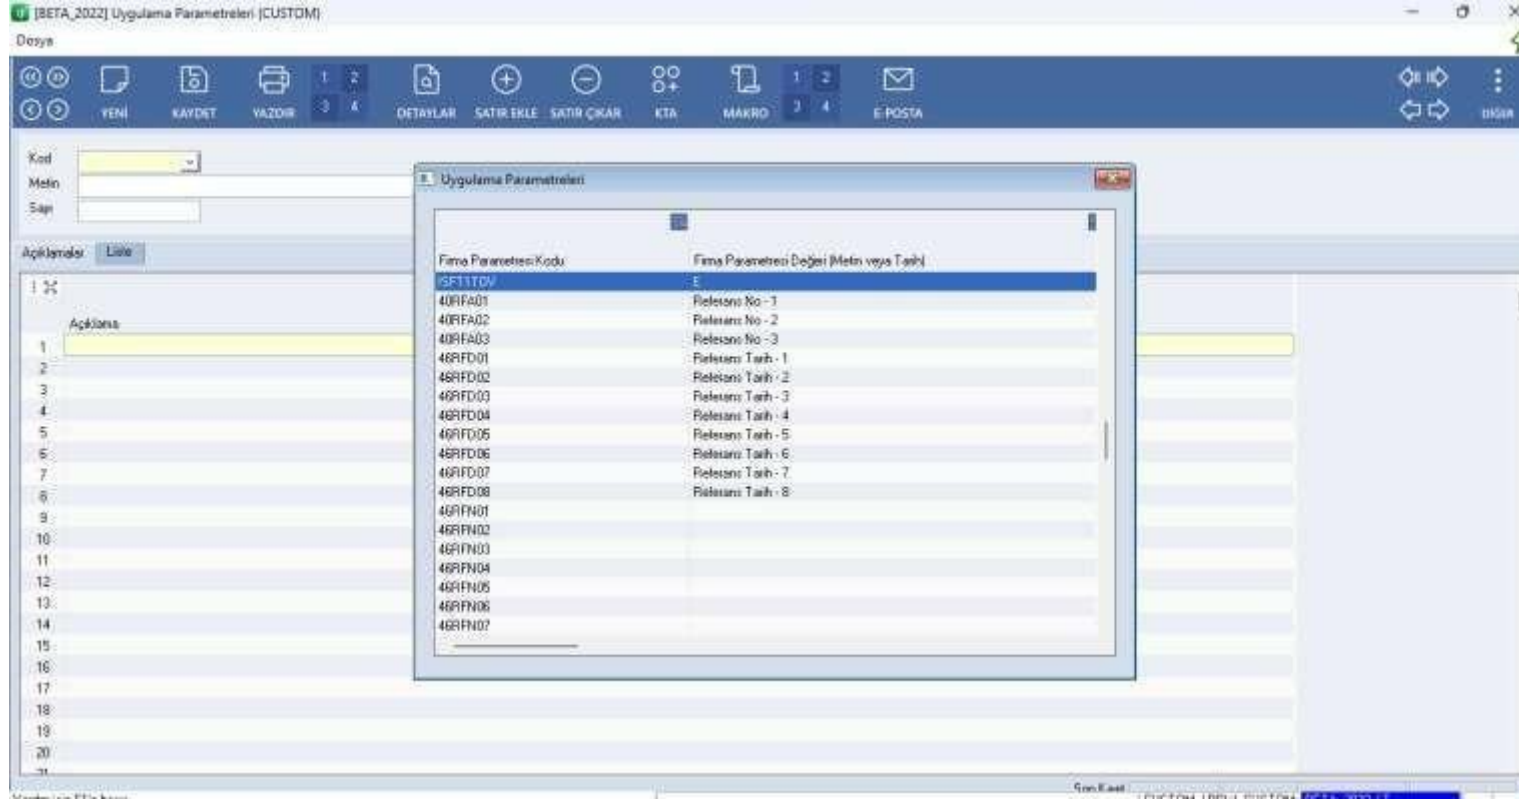 [BETA_2022] Uygulama Parametreleri (CUSTOM)
Dosya
1 2
1 2
YENİ KAYDET YAZDIR 3 4 DETAYLAR SATIR EKLE SATIR ÇIKAR KTA MAKRO 3 4 E-POSTA DİĞER
Kod
Metin
Sayı
Açıklamalar Liste
Açıklama
1
2
3
4
5
6
7
8
9
10
11
12
13
14
15
16
17
18
19
20
21
Uygulama Parametreleri
Firma Parametresi Kodu Firma Parametresi Değeri (Metin veya Tarih)
E
40RFA01 Referans No - 1
40RFA02 Referans No - 2
40RFA03 Referans No - 3
46RFD01 Referans Tarih - 1
46RFD02 Referans Tarih - 2
46RFD03 Referans Tarih - 3
46RFD04 Referans Tarih - 4
46RFD05 Referans Tarih - 5
46RFD06 Referans Tarih - 6
46RFD07 Referans Tarih - 7
46RFD08 Referans Tarih - 8
46RFN01
46RFN02
46RFN03
46RFN04
46RFN05
46RFN06
46RFN07
Son Kayıt